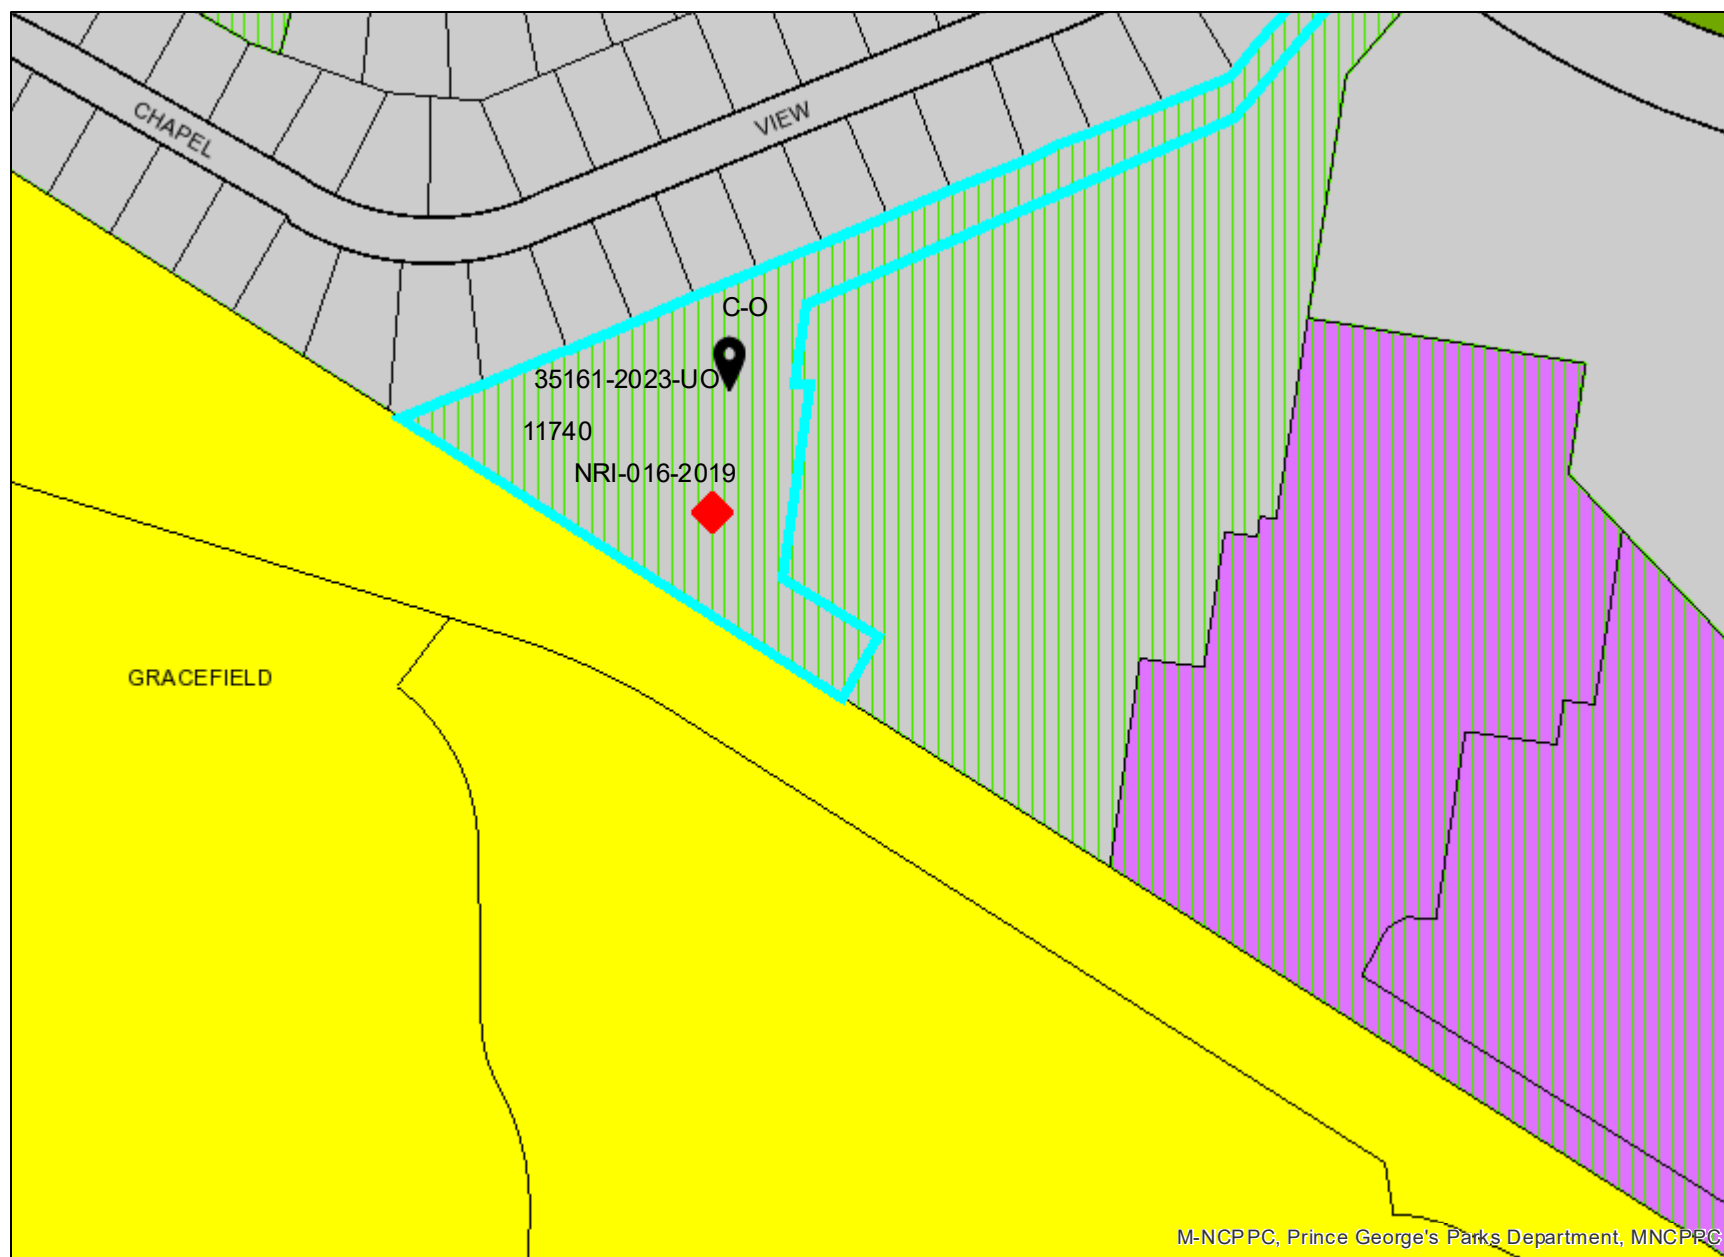 CHAPEL
VIEW
C-O
35161-2023-UO
11740
NRI-016-2019
GRACEFIELD
M-NCPPC, Prince George's Parks Department, MNCPPC